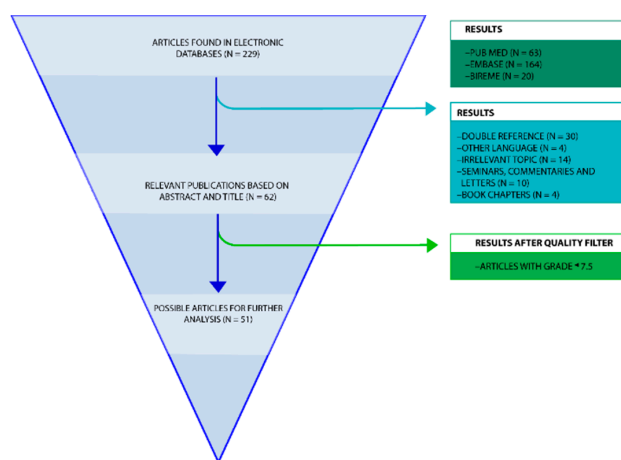 ARTICLES FOUND IN ELECTRONIC
DATABASES (N = 229)
RESULTS
–PUB MED (N = 63)
–EMBASE (N = 164)
–BIREME (N = 20)
RESULTS
–DOUBLE REFERENCE (N = 30)
–OTHER LANGUAGE (N = 4)
–IRRELEVANT TOPIC (N = 14)
–SEMINARS, COMMENTARIES AND
LETTERS (N = 10)
–BOOK CHAPTERS (N = 4)
RELEVANT PUBLICATIONS BASED ON
ABSTRACT AND TITLE (N = 62)
RESULTS AFTER QUALITY FILTER
–ARTICLES WITH GRADE 7.5
POSSIBLE ARTICLES FOR FURTHER
ANALYSIS (N = 51)